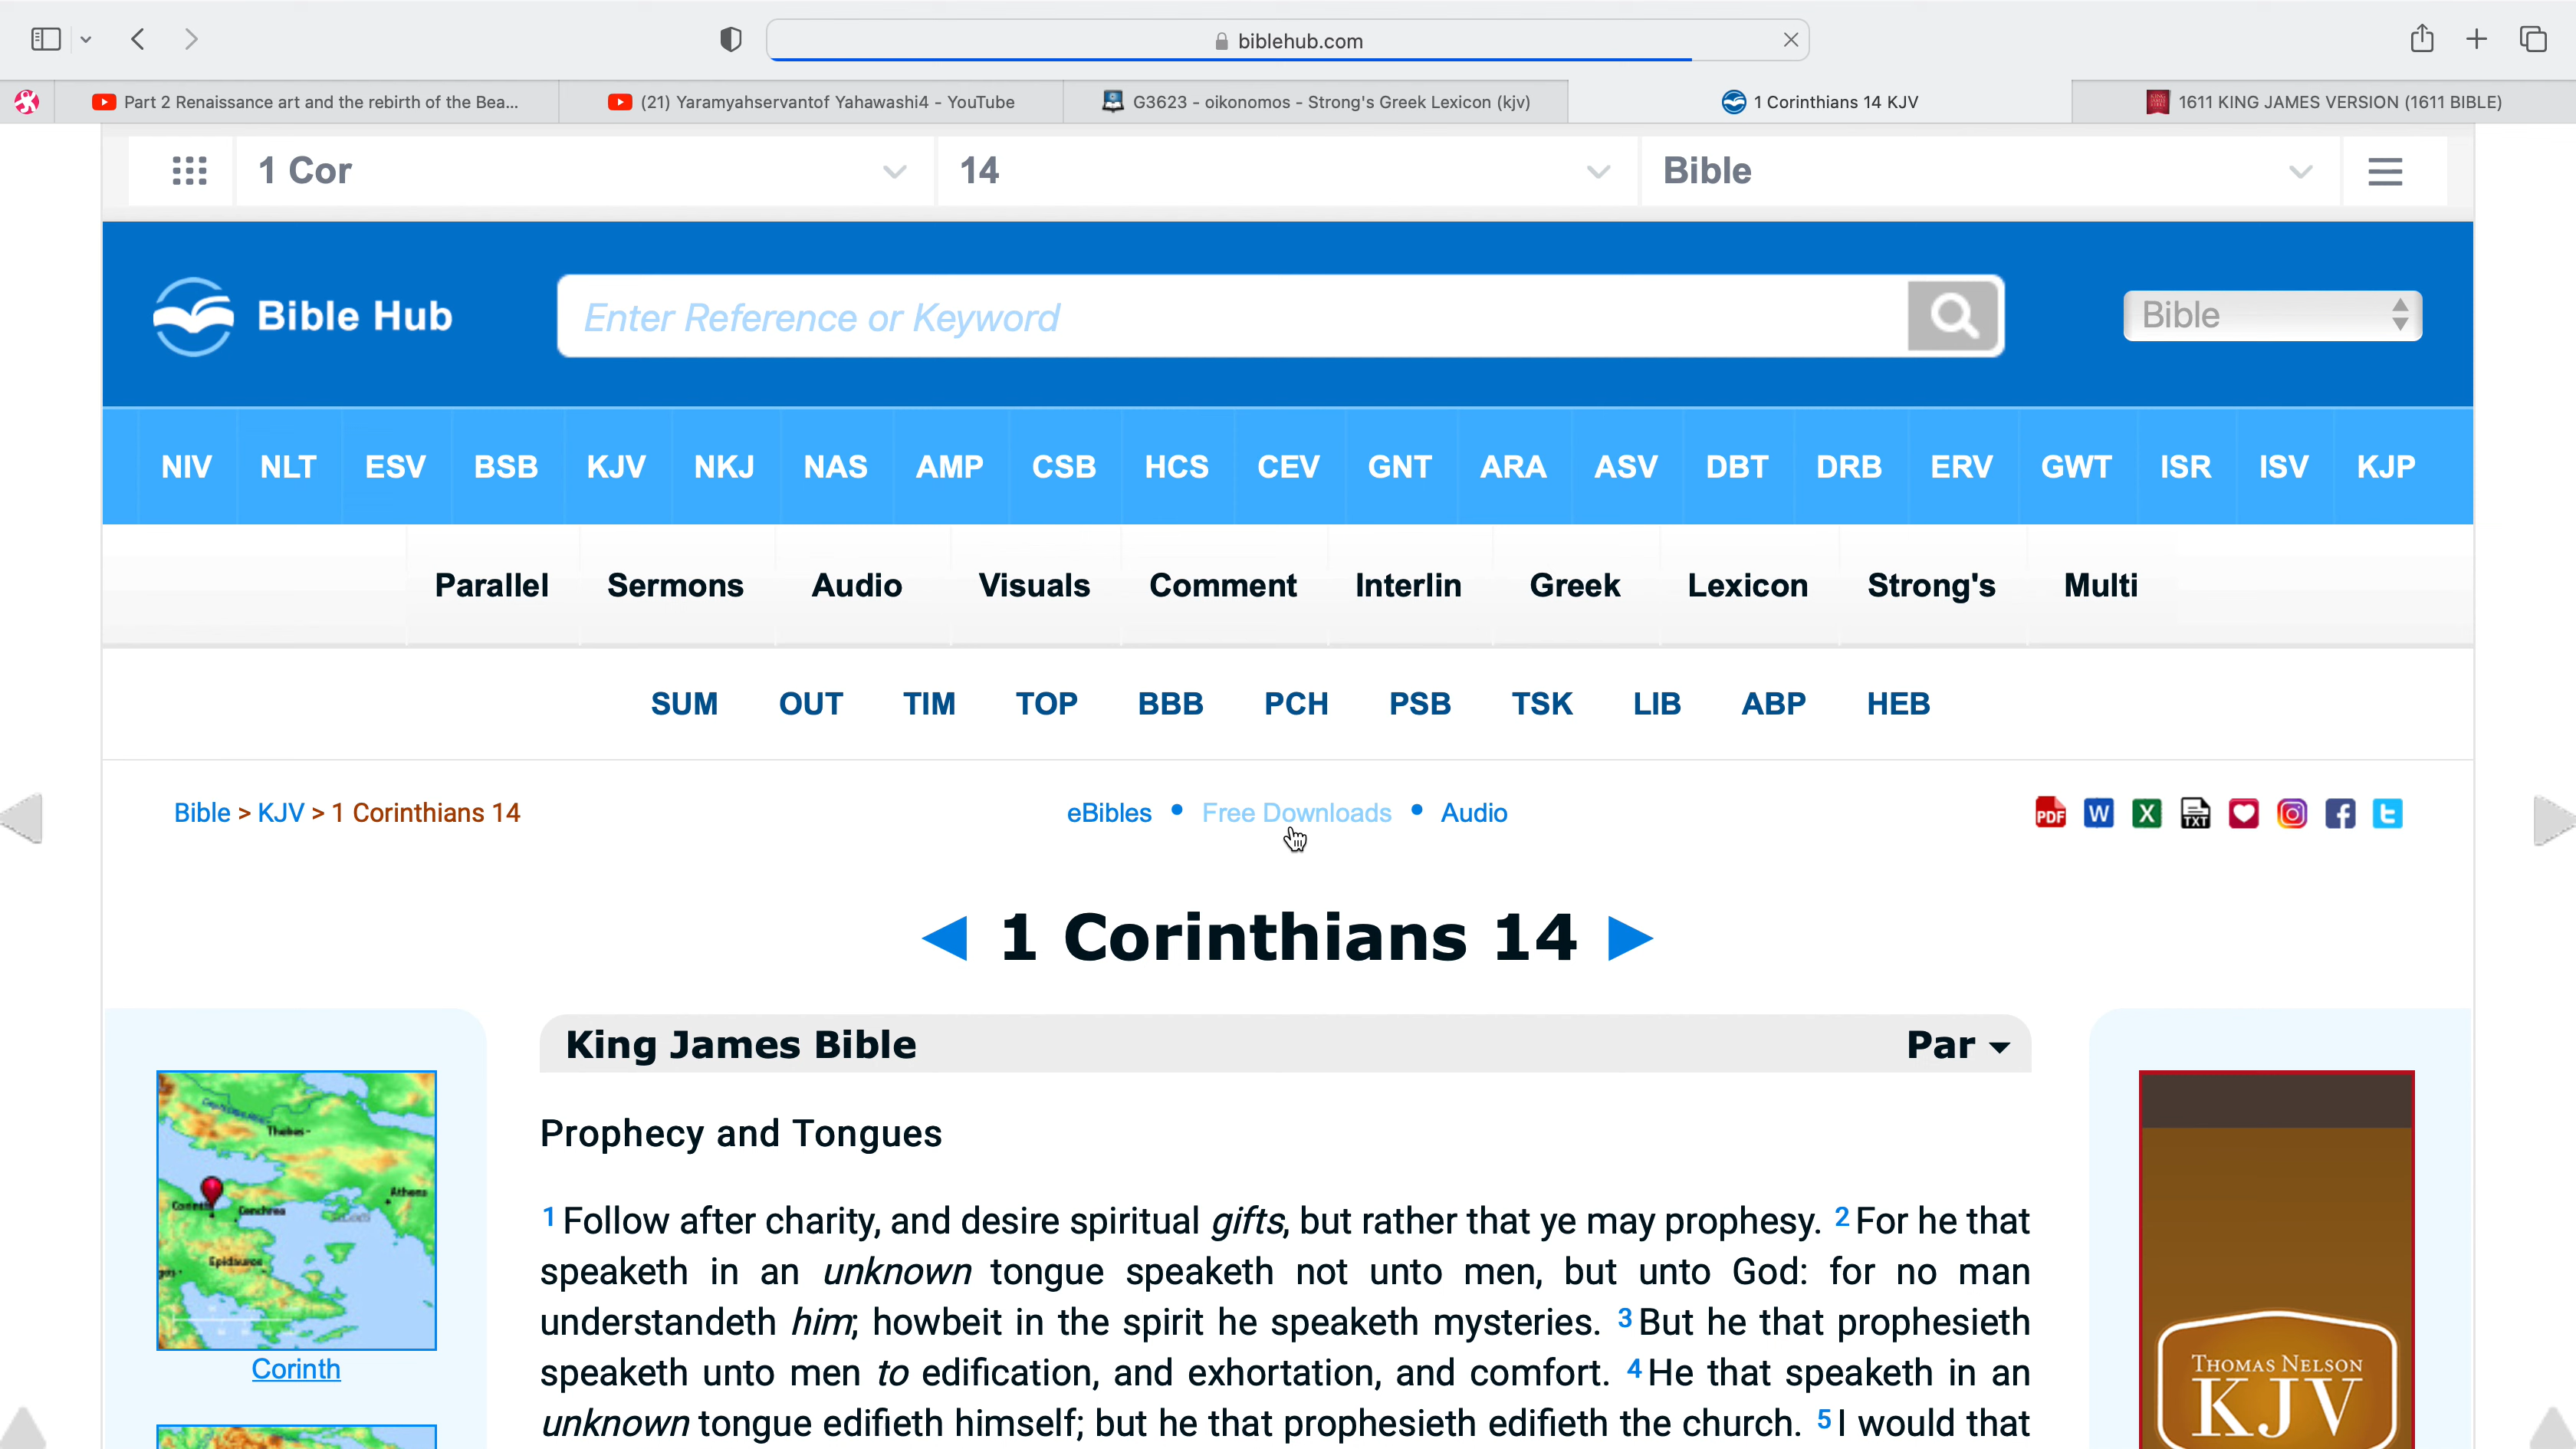 biblehub.com
Part 2 Renaissance art and the rebirth of the Bea...
(21) Yaramyahservantof Yahawashi4 - YouTube
G3623 - oikonomos - Strong's Greek Lexicon (kjv)
1 Corinthians 14 KJV
1611 KING JAMES VERSION (1611 BIBLE)
1 Cor
14
Bible
Bible Hub
Enter Reference or Keyword
Bible
NIV NLT ESV BSB KJV NKJ NAS AMP CSB HCS CEV GNT ARA ASV DBT DRB ERV GWT ISR ISV KJP
Parallel Sermons Audio Visuals Comment Interlin Greek Lexicon Strong's Multi
SUM OUT TIM TOP BBB PCH PSB TSK LIB ABP HEB
Bible > KJV > 1 Corinthians 14
eBibles • Free Downloads • Audio
PDF W X TXT
◀ 1 Corinthians 14 ▶
King James Bible
Par
Prophecy and Tongues
1 Follow after charity, and desire spiritual gifts, but rather that ye may prophesy. 2 For he that
speaketh in an unknown tongue speaketh not unto men, but unto God: for no man
understandeth him; howbeit in the spirit he speaketh mysteries. 3 But he that prophesieth
speaketh unto men to edification, and exhortation, and comfort. 4 He that speaketh in an
unknown tongue edifieth himself; but he that prophesieth edifieth the church. 5 I would that
Thebes
Athens
Corinth
Cenchrea
Epidauros
Corinth
THOMAS NELSON
KJV